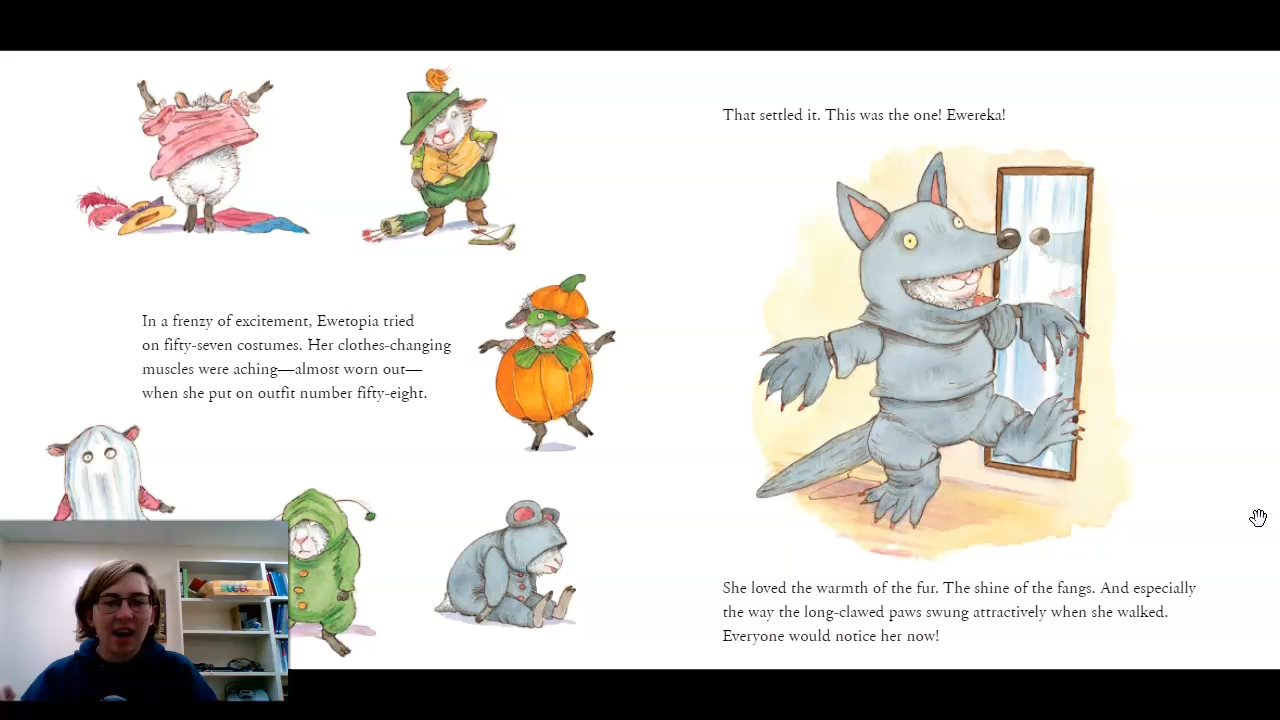 In a frenzy of excitement, Ewetopia tried
on fifty-seven costumes. Her clothes-changing
muscles were aching—almost worn out—
when she put on outfit number fifty-eight.
That settled it. This was the one! Ewereka!
She loved the warmth of the fur. The shine of the fangs. And especially
the way the long-clawed paws swung attractively when she walked.
Everyone would notice her now!